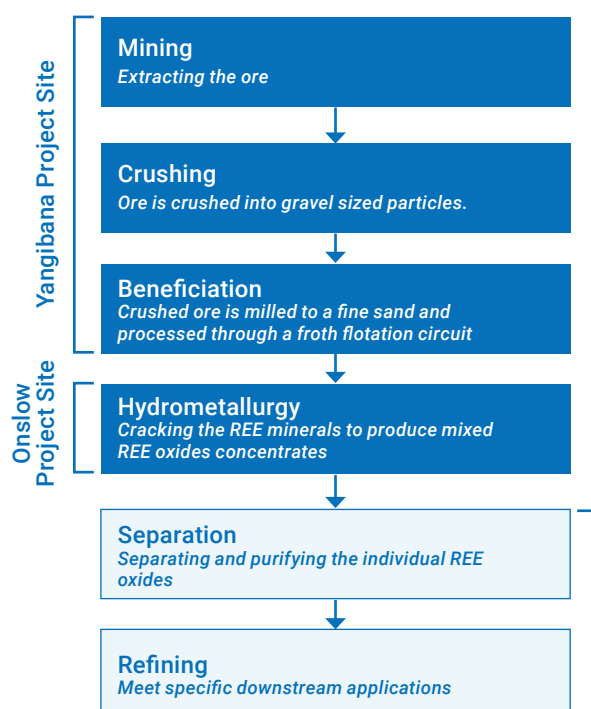 Yangibana Project Site
Mining
Extracting the ore
Crushing
Ore is crushed into gravel sized particles.
Beneficiation
Crushed ore is milled to a fine sand and
processed through a froth flotation circuit
Onslow
Project Site
Hydrometallurgy
Cracking the REE minerals to produce mixed
REE oxides concentrates
Separation
Separating and purifying the individual REE
oxides
Refining
Meet specific downstream applications